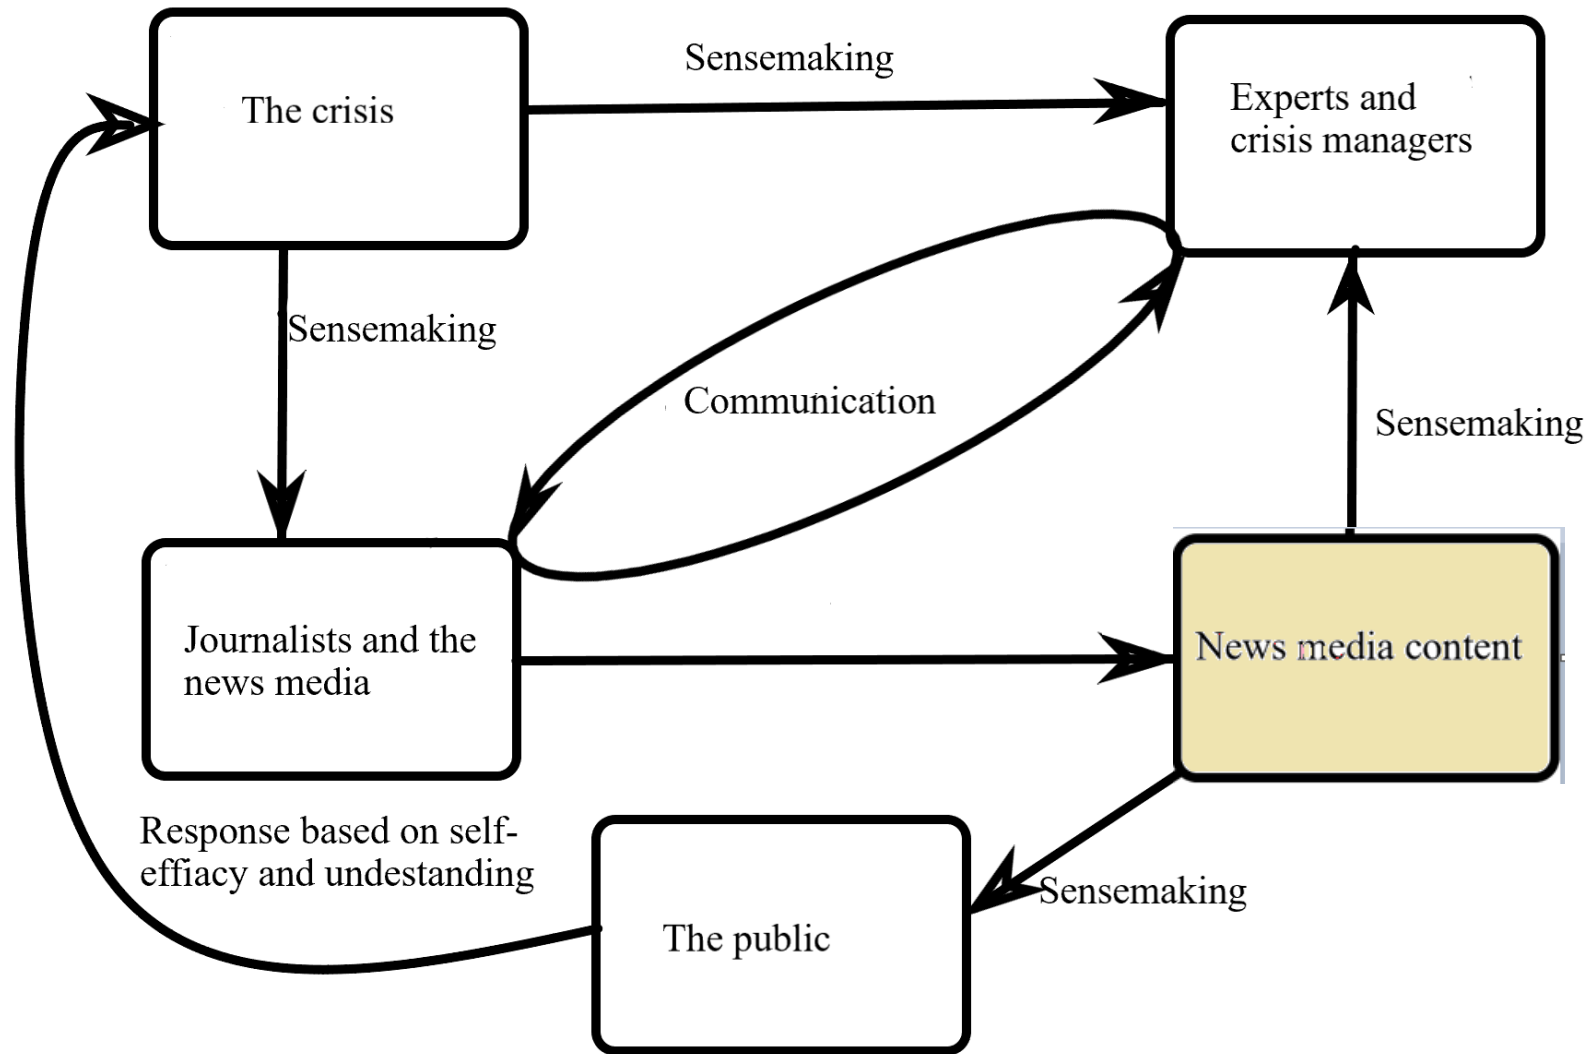 Sensemaking
The crisis
Experts and
crisis managers
Sensemaking
Communication
Sensemaking
Journalists and the
news media
News media content
Response based on self-
effiacy and undestanding
Sensemaking
The public